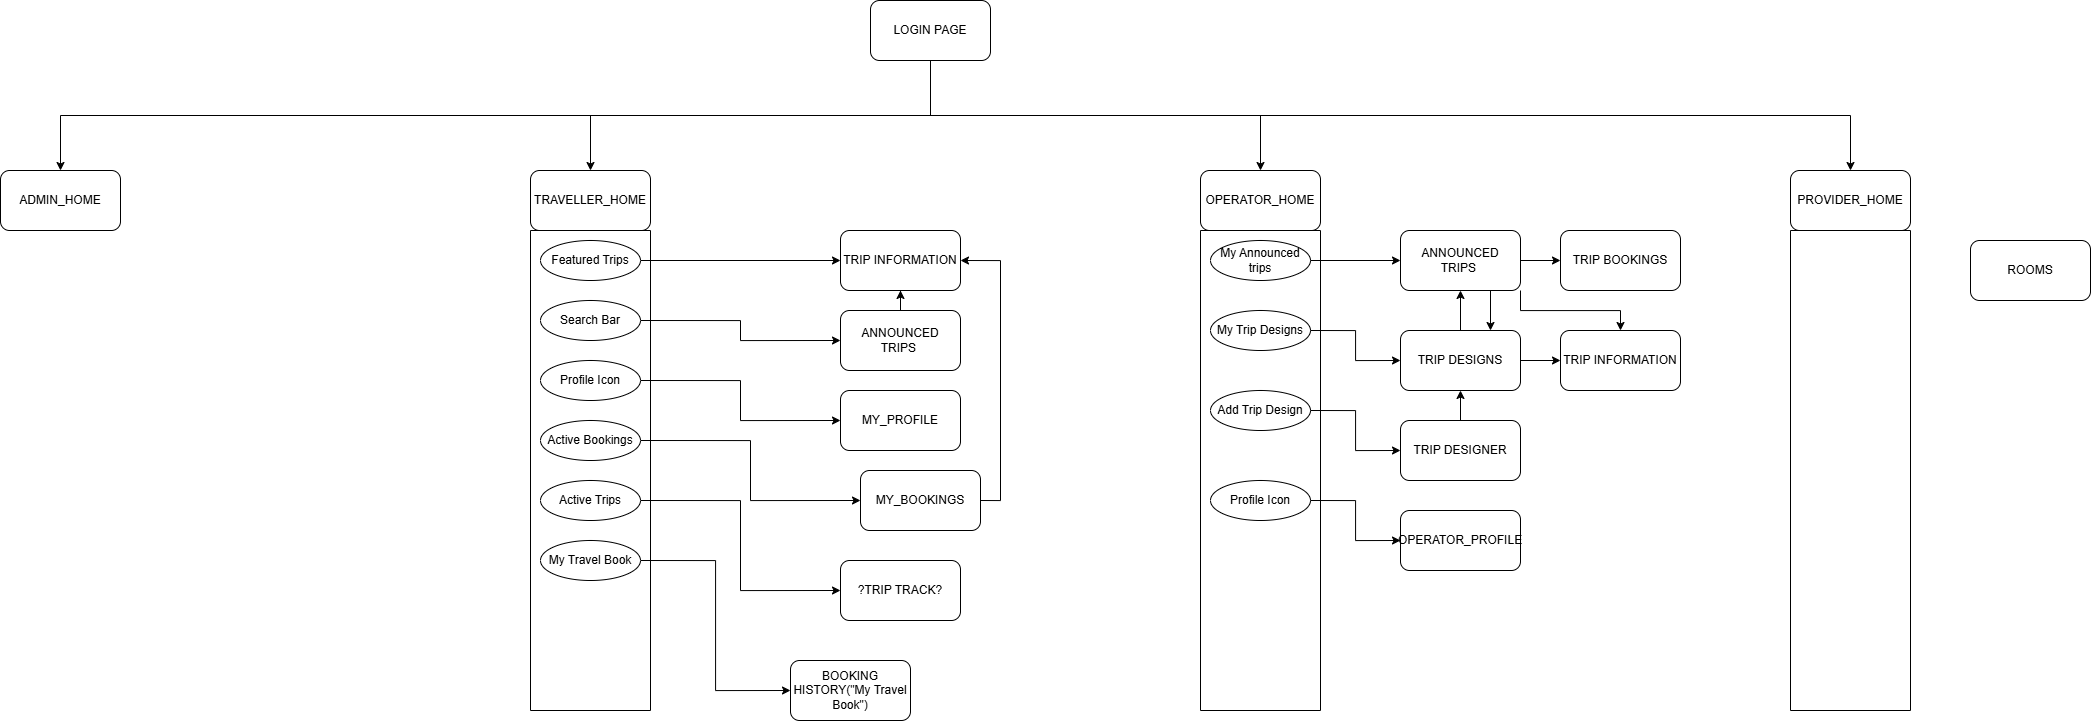 LOGIN PAGE
ADMIN_HOME
TRAVELLER_HOME
OPERATOR_HOME
PROVIDER_HOME
Featured Trips
Search Bar
Profile Icon
Active Bookings
Active Trips
My Travel Book
TRIP INFORMATION
ANNOUNCED
TRIPS
MY_PROFILE
MY_BOOKINGS
?TRIP TRACK?
BOOKING
HISTORY("My Travel
Book")
My Announced
trips
My Trip Designs
Add Trip Design
Profile Icon
ANNOUNCED
TRIPS
TRIP BOOKINGS
TRIP DESIGNS
TRIP INFORMATION
TRIP DESIGNER
OPERATOR_PROFILE
ROOMS